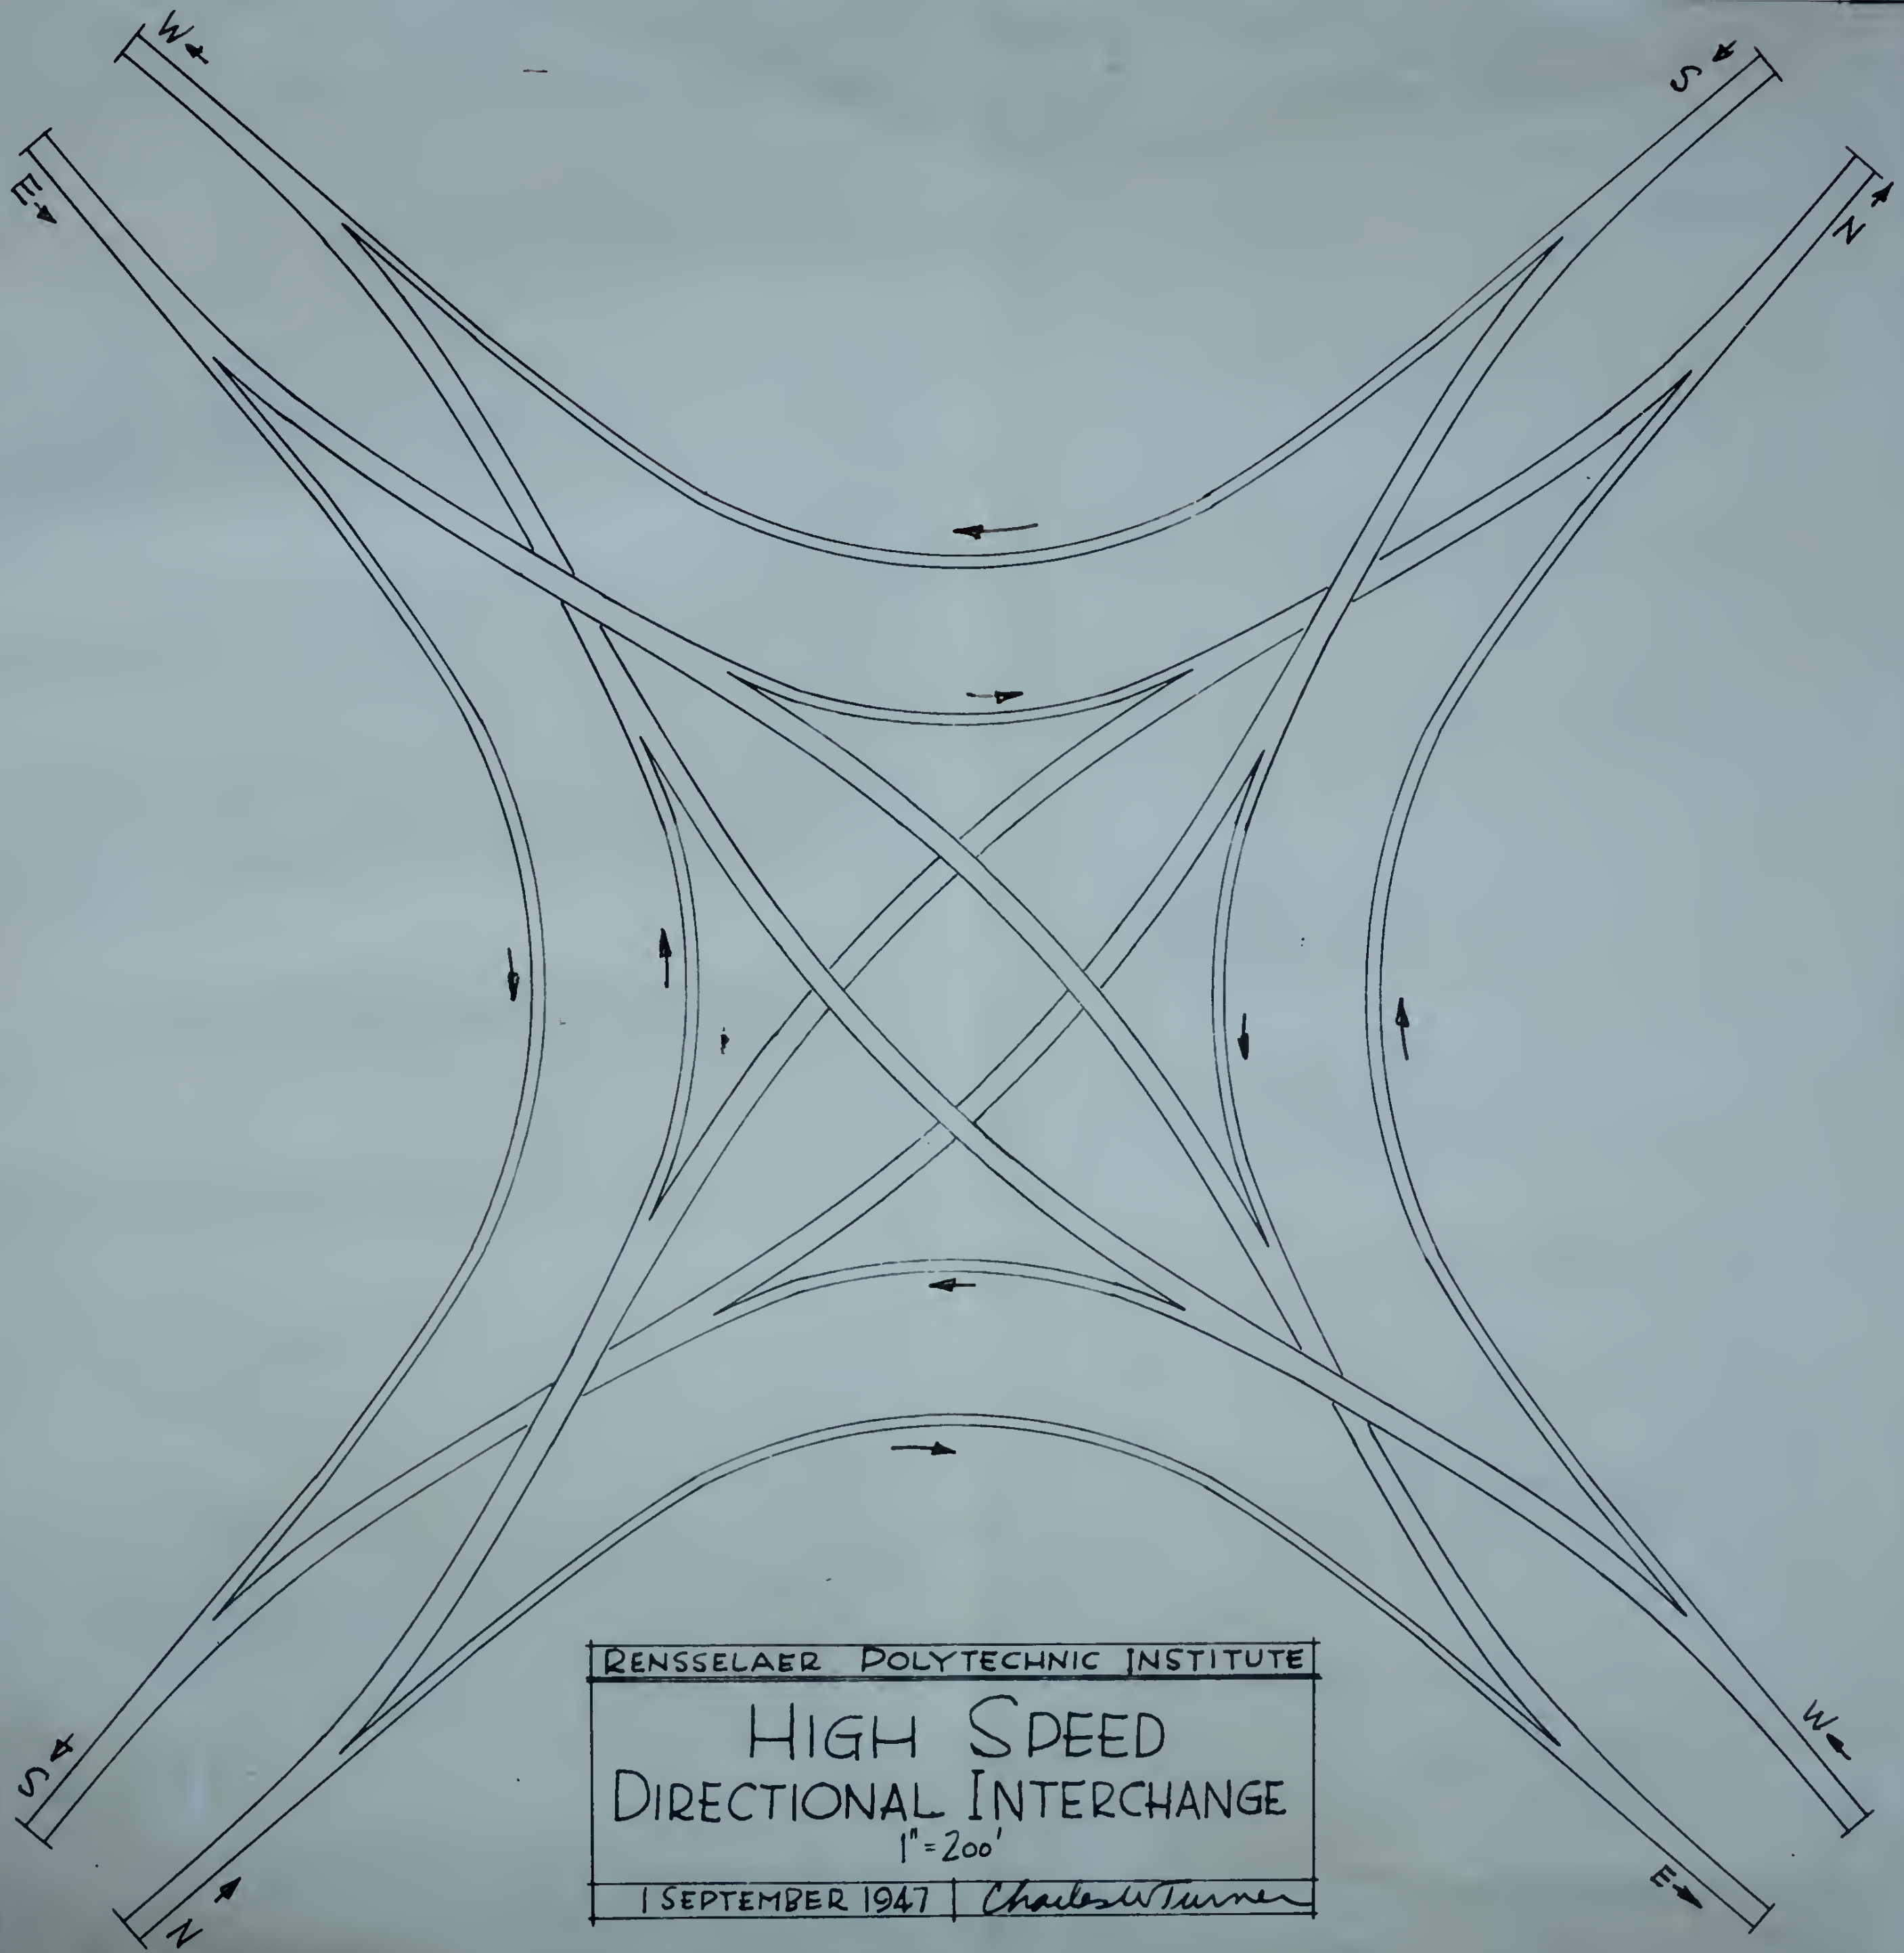 W
S
E
N
RENSSELAER POLYTECHNIC INSTITUTE
HIGH SPEED
DIRECTIONAL INTERCHANGE
1"=200'
1 SEPTEMBER 1947 Charles W Turner
S
W
N
E